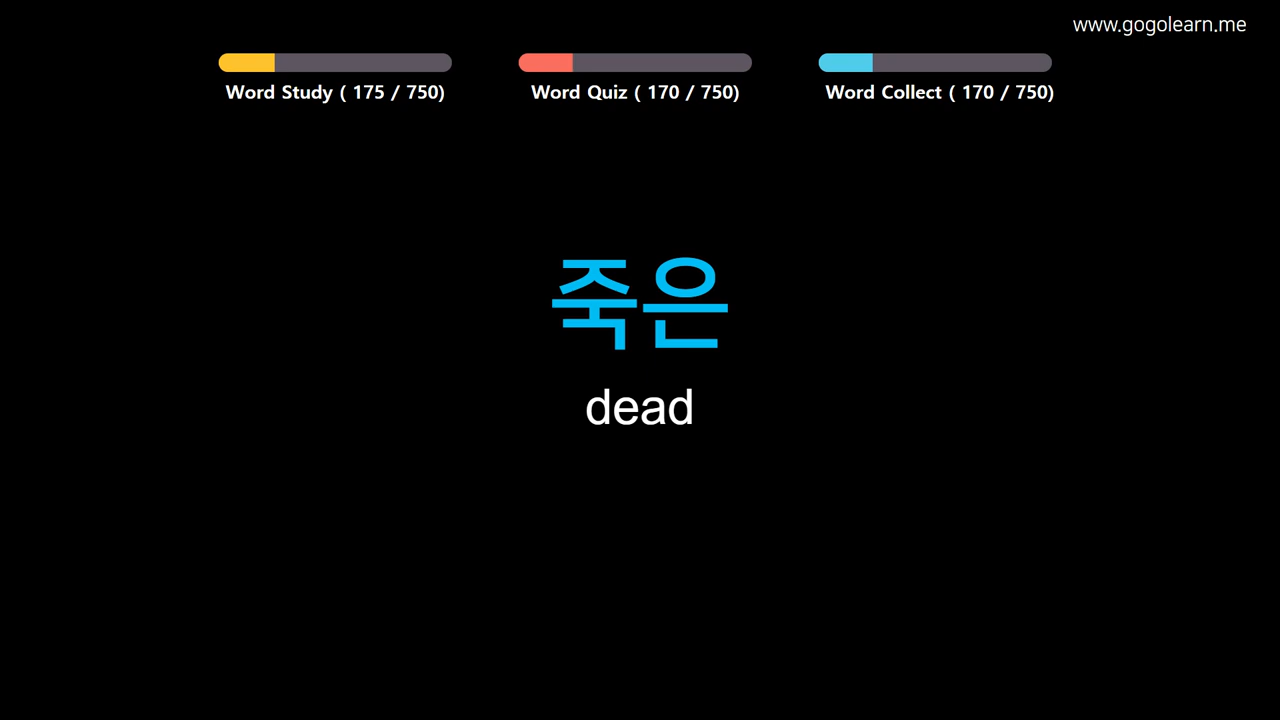 www.gogolearn.me
Word Study ( 175 / 750)
Word Quiz ( 170 / 750)
Word Collect ( 170 / 750)
죽은
dead